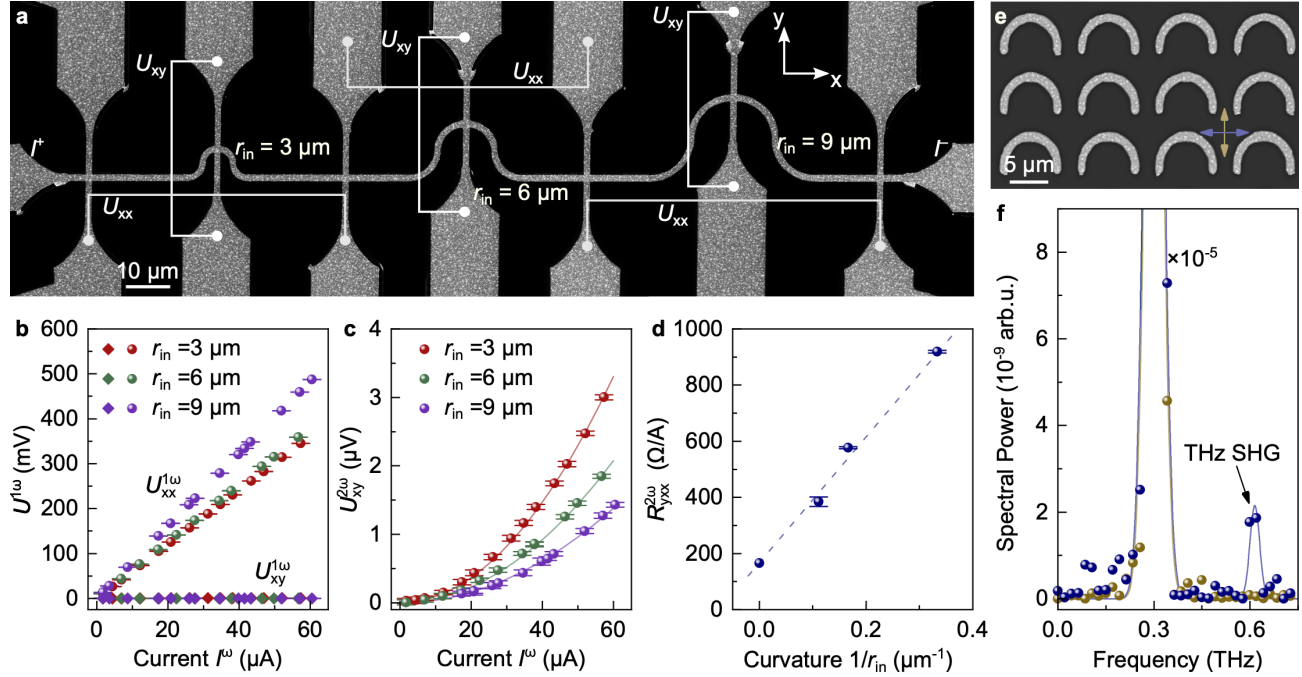 a
U_xy
U_xy
U_xy
U_xx
y
x
I⁺
r_in = 3 µm
r_in = 9 µm
I⁻
r_in = 6 µm
U_xx
U_xx
10 µm
e
5 µm
b
600
500
400
300
200
100
0
U^1ω (mV)
r_in =3 µm
r_in =6 µm
r_in =9 µm
U_xx^1ω
U_xy^1ω
0 20 40 60
Current I^ω (µA)
c
4
3
2
1
0
U_xy^2ω (µV)
r_in =3 µm
r_in =6 µm
r_in =9 µm
0 20 40 60
Current I^ω (µA)
d
1000
800
600
400
200
0
R_yxx^2ω (Ω/A)
0.0 0.1 0.2 0.3 0.4
Curvature 1/r_in (µm⁻¹)
f
8
6
4
2
0
Spectral Power (10⁻⁹ arb.u.)
×10⁻⁵
THz SHG
0.0 0.3 0.6
Frequency (THz)